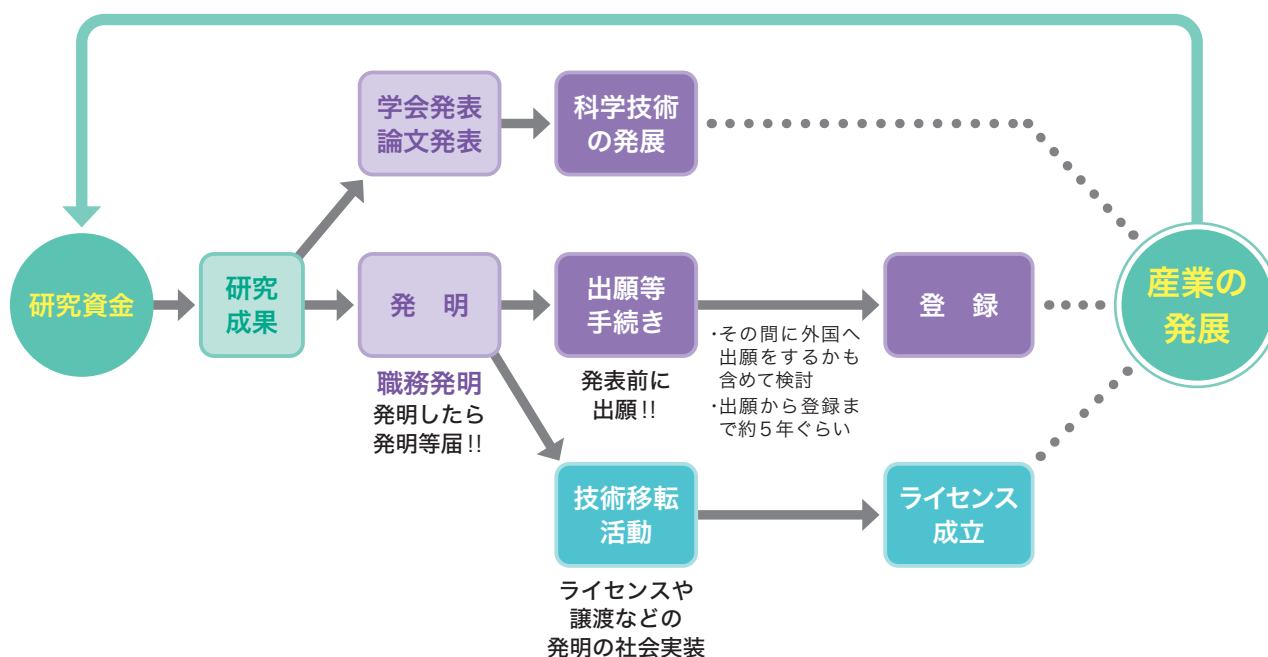 学会発表
論文発表
科学技術
の発展
研究資金
研究
成果
発　明
職務発明
発明したら
発明等届!!
出願等
手続き
発表前に
出願!!
・その間に外国へ
出願をするかも
含めて検討
・出願から登録ま
で約5年ぐらい
登　録
産業の
発展
技術移転
活動
ライセンスや
譲渡などの
発明の社会実装
ライセンス
成立